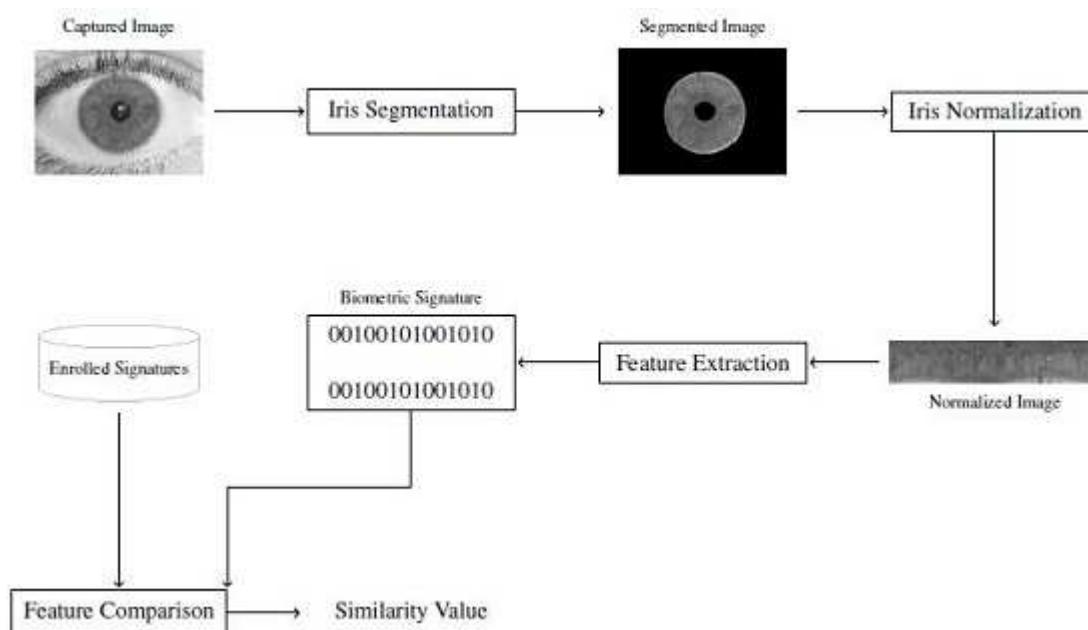 Captured Image
Segmented Image
Iris Segmentation
Iris Normalization
Biometric Signature
00100101001010
00100101001010
Enrolled Signatures
Feature Extraction
Normalized Image
Feature Comparison
Similarity Value